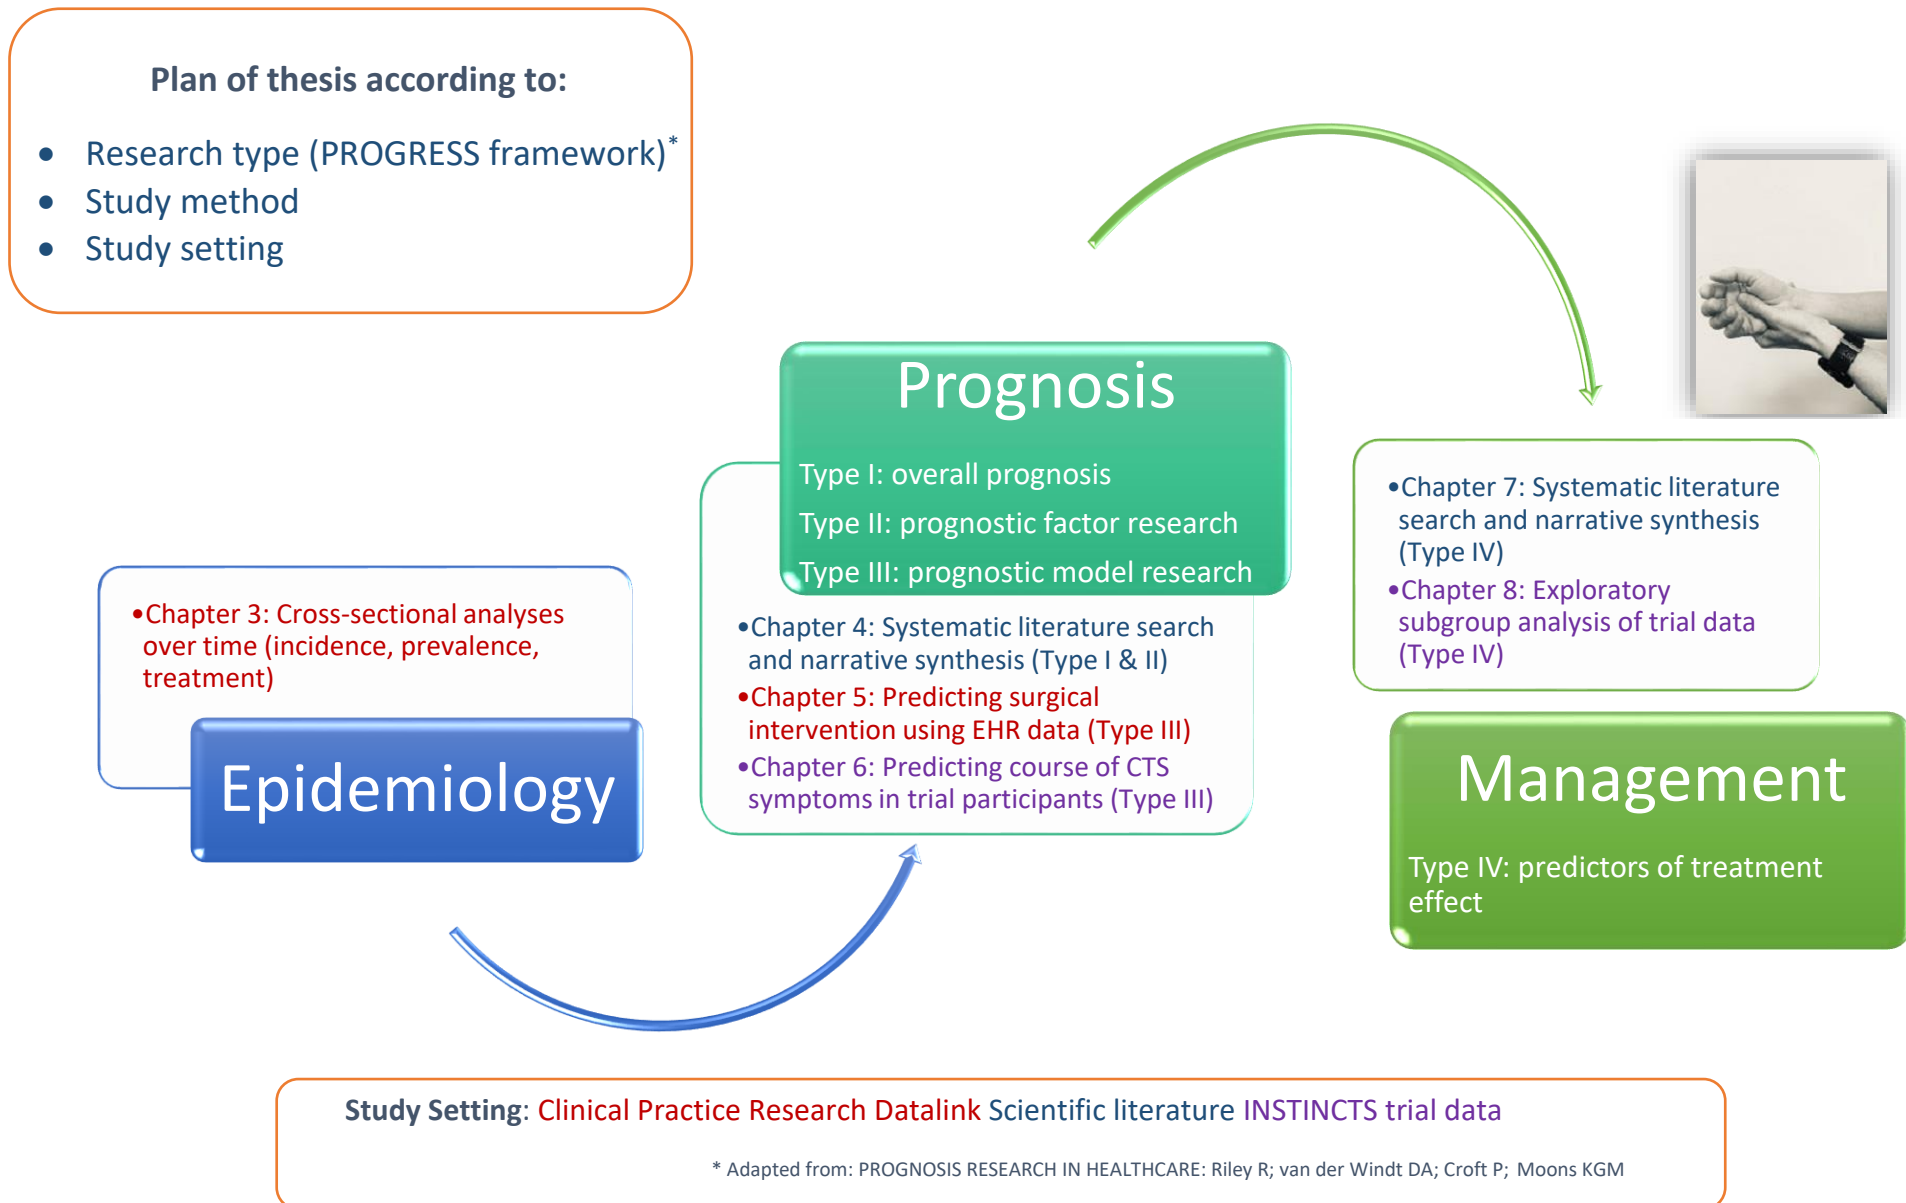 Plan of thesis according to:
• Research type (PROGRESS framework)*
• Study method
• Study setting
Prognosis
Type I: overall prognosis
Type II: prognostic factor research
Type III: prognostic model research
•Chapter 3: Cross-sectional analyses
over time (incidence, prevalence,
treatment)
Epidemiology
•Chapter 4: Systematic literature search
and narrative synthesis (Type I & II)
•Chapter 5: Predicting surgical
intervention using EHR data (Type III)
•Chapter 6: Predicting course of CTS
symptoms in trial participants (Type III)
•Chapter 7: Systematic literature
search and narrative synthesis
(Type IV)
•Chapter 8: Exploratory
subgroup analysis of trial data
(Type IV)
Management
Type IV: predictors of treatment
effect
Study Setting: Clinical Practice Research Datalink Scientific literature INSTINCTS trial data
* Adapted from: PROGNOSIS RESEARCH IN HEALTHCARE: Riley R; van der Windt DA; Croft P; Moons KGM